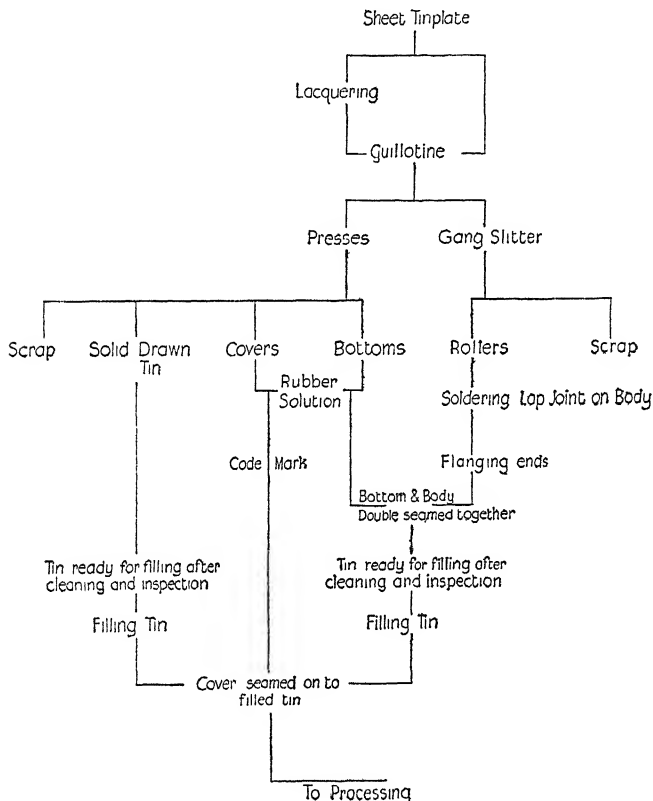 Sheet Tinplate
Lacquering
Guillotine
Presses
Gang Slitter
Scrap
Solid Drawn
Tin
Covers
Bottoms
Rollers
Scrap
Rubber
Solution
Soldering Lap Joint on Body
Code Mark
Flanging ends
Bottom & Body
Double seamed together
Tin ready for filling after
cleaning and inspection
Tin ready for filling after
cleaning and inspection
Filling Tin
Filling Tin
Cover seamed on to
filled tin
To Processing